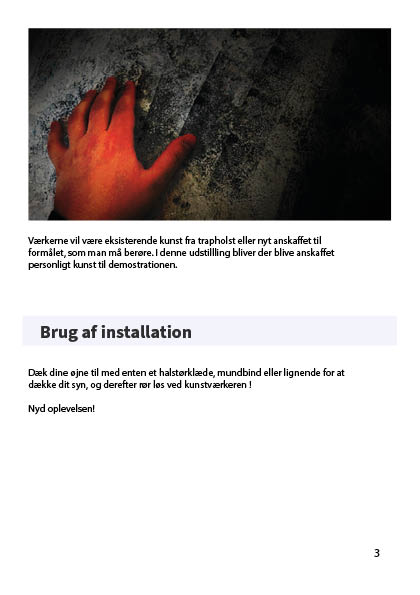 Værkerne vil være eksisterende kunst fra trapholst eller nyt anskaffet til
formålet, som man må berøre. I denne udstillling bliver der blive anskaffet
personligt kunst til demostrationen.
Brug af installation
Dæk dine øjne til med enten et halstørklæde, mundbind eller lignende for at
dække dit syn, og derefter rør løs ved kunstværkeren !
Nyd oplevelsen!
3